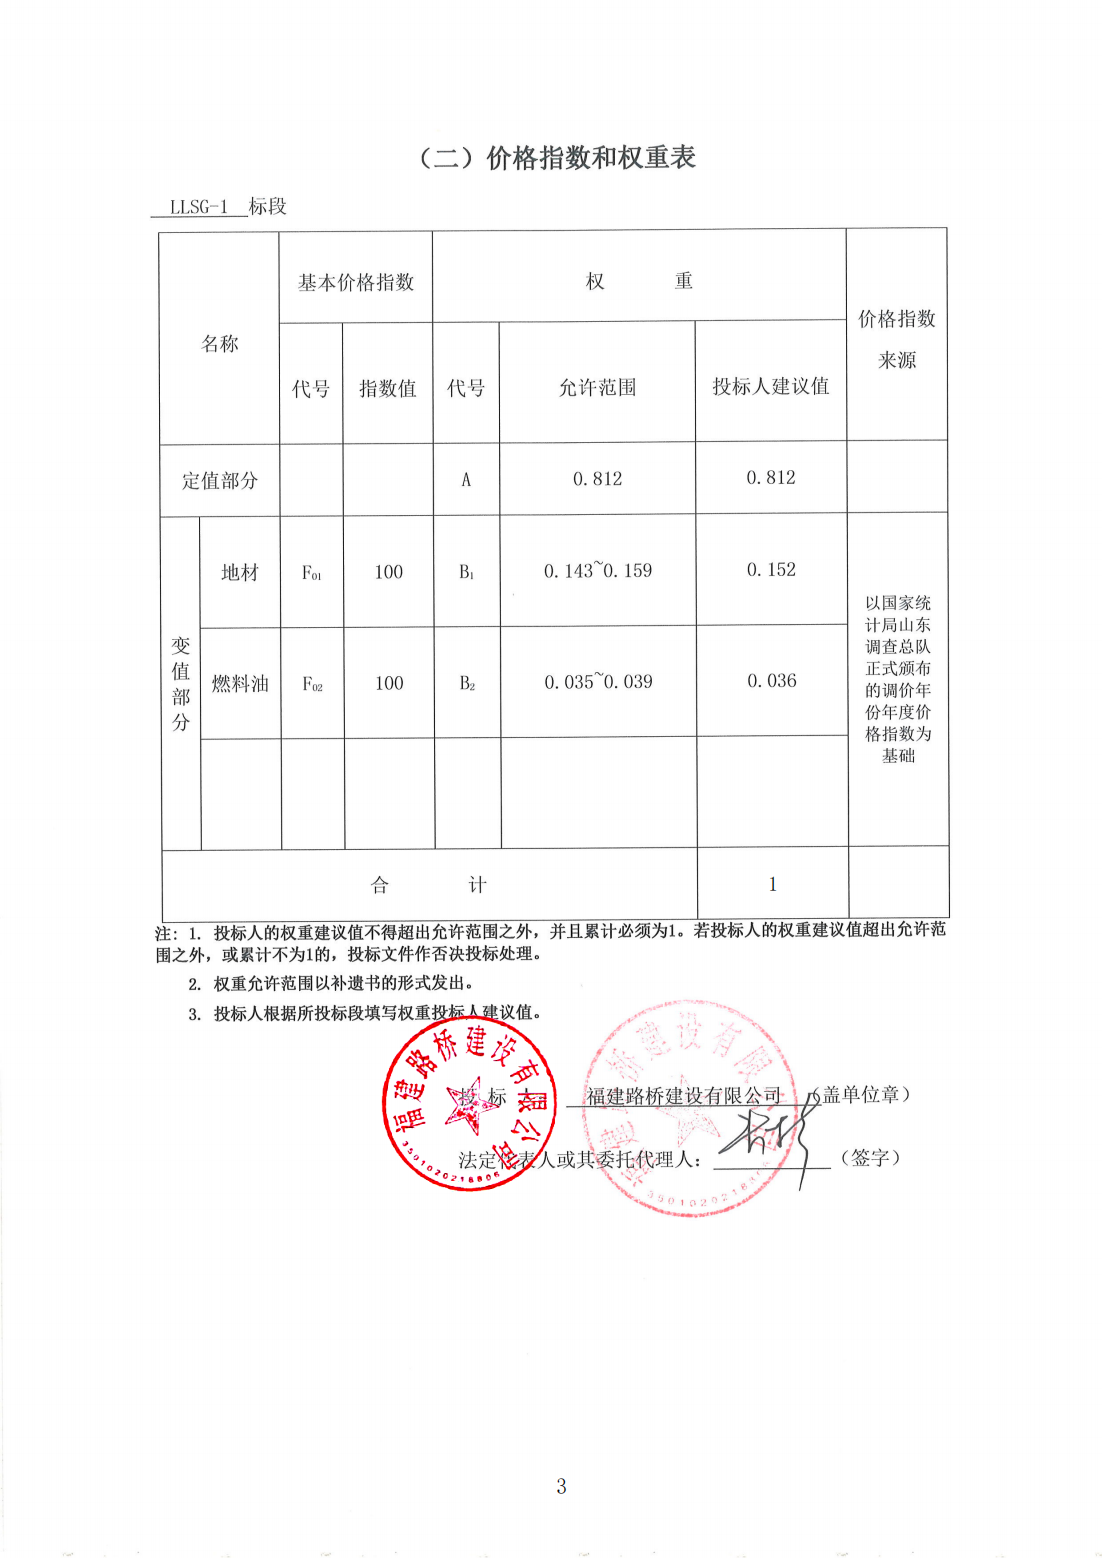 （二）价格指数和权重表
LLSG-1 标段
名称
基本价格指数
权 重
价格指数
来源
代号
指数值
代号
允许范围
投标人建议值
定值部分
A
0.812
0.812
变值部分
地材
F01
100
B1
0.143~0.159
0.152
燃料油
F02
100
B2
0.035~0.039
0.036
以国家统
计局山东
调查总队
正式颁布
的调价年
份年度价
格指数为
基础
合 计
1
注：1. 投标人的权重建议值不得超出允许范围之外，并且累计必须为1。若投标人的权重建议值超出允许范
围之外，或累计不为1的，投标文件作否决投标处理。
2. 权重允许范围以补遗书的形式发出。
3. 投标人根据所投标段填写权重投标人建议值。
投 标 福建路桥建设有限公司 （盖单位章）
法定代表人或其委托代理人： （签字）
福建路桥建设有限公司
福建路桥建设有限公司
3